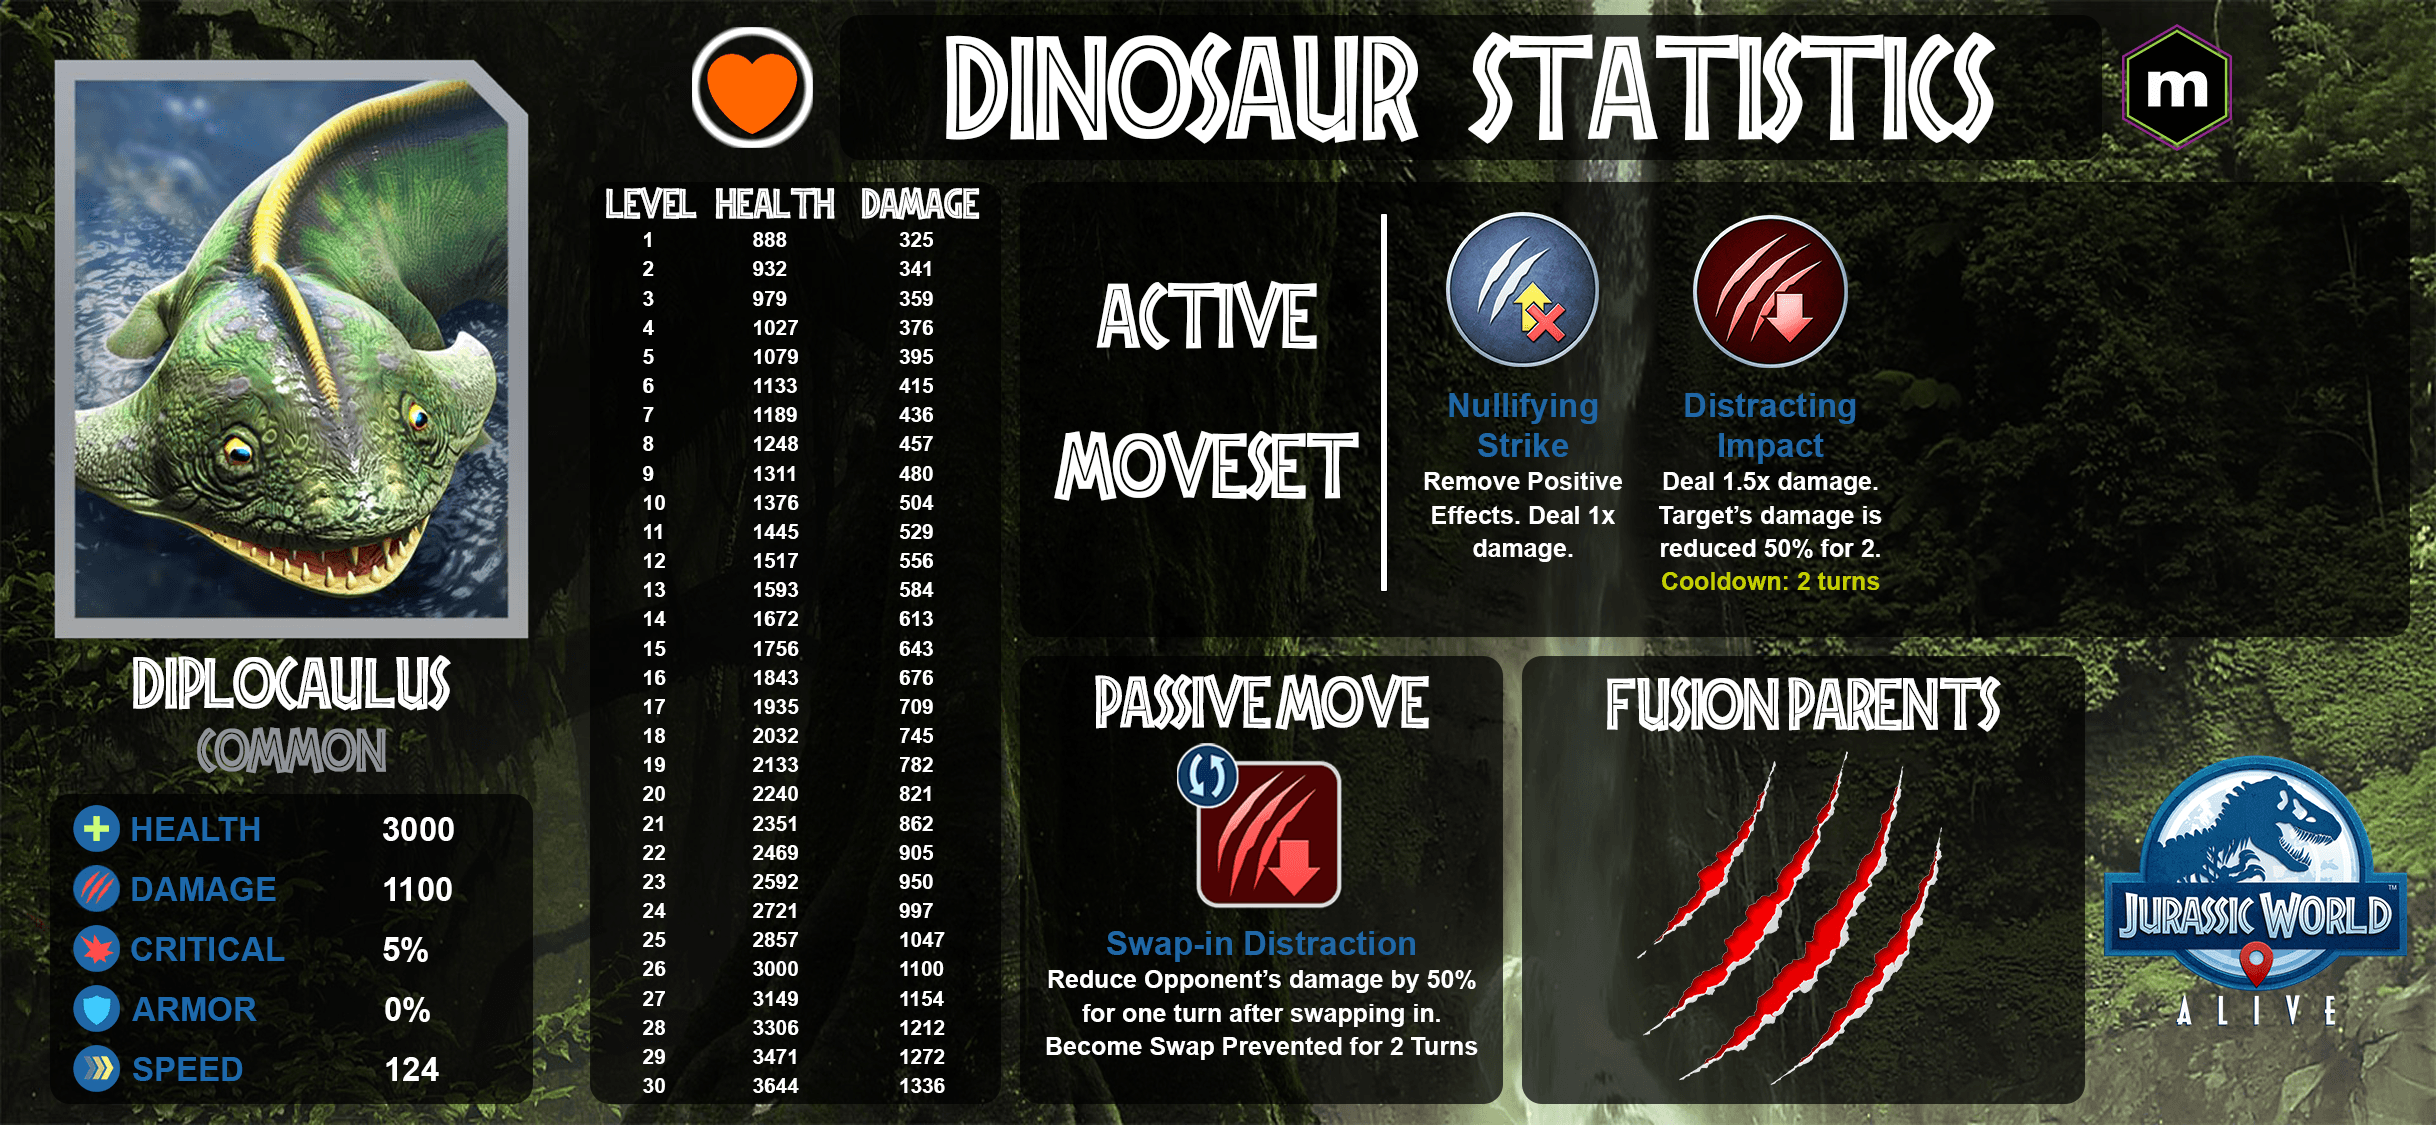 DINOSAUR STATISTICS
m
DIPLOCAULUS
COMMON
HEALTH 3000
DAMAGE 1100
CRITICAL 5%
ARMOR 0%
SPEED 124
LEVEL HEALTH DAMAGE
1 888 325
2 932 341
3 979 359
4 1027 376
5 1079 395
6 1133 415
7 1189 436
8 1248 457
9 1311 480
10 1376 504
11 1445 529
12 1517 556
13 1593 584
14 1672 613
15 1756 643
16 1843 676
17 1935 709
18 2032 745
19 2133 782
20 2240 821
21 2351 862
22 2469 905
23 2592 950
24 2721 997
25 2857 1047
26 3000 1100
27 3149 1154
28 3306 1212
29 3471 1272
30 3644 1336
ACTIVE
MOVESET
Nullifying
Strike
Remove Positive
Effects. Deal 1x
damage.
Distracting
Impact
Deal 1.5x damage.
Target’s damage is
reduced 50% for 2.
Cooldown: 2 turns
PASSIVE MOVE
Swap-in Distraction
Reduce Opponent’s damage by 50%
for one turn after swapping in.
Become Swap Prevented for 2 Turns
FUSION PARENTS
JURASSIC WORLD™
ALIVE